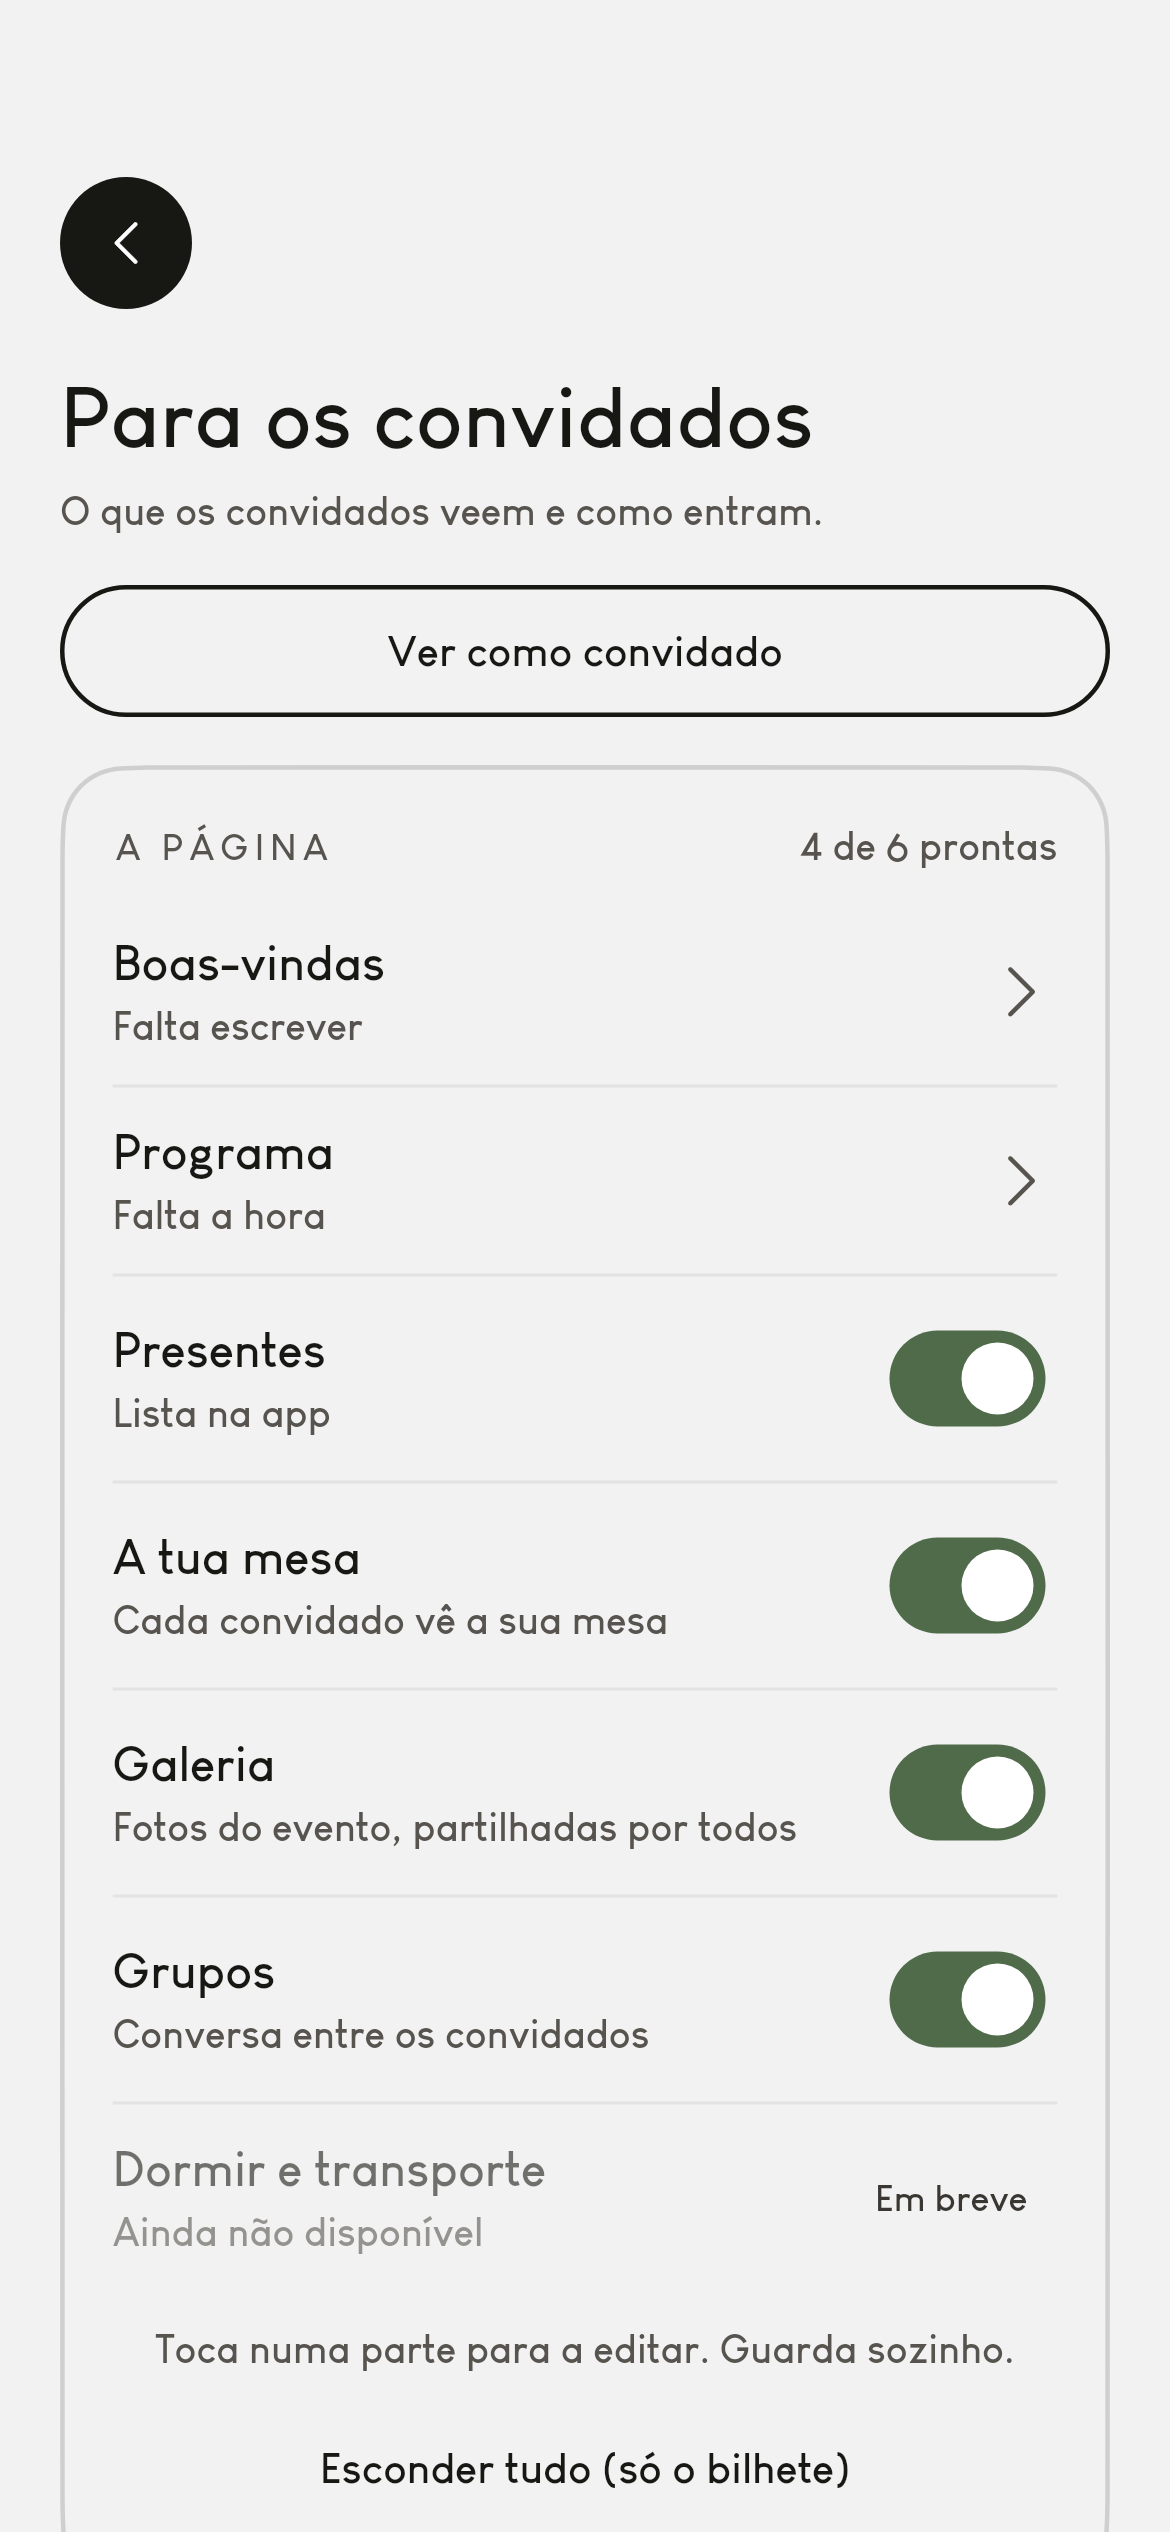 Para os convidados
O que os convidados veem e como entram.
Ver como convidado
A PÁGINA
4 de 6 prontas
Boas-vindas
Falta escrever
Programa
Falta a hora
Presentes
Lista na app
A tua mesa
Cada convidado vê a sua mesa
Galeria
Fotos do evento, partilhadas por todos
Grupos
Conversa entre os convidados
Dormir e transporte
Ainda não disponível
Em breve
Toca numa parte para a editar. Guarda sozinho.
Esconder tudo (só o bilhete)